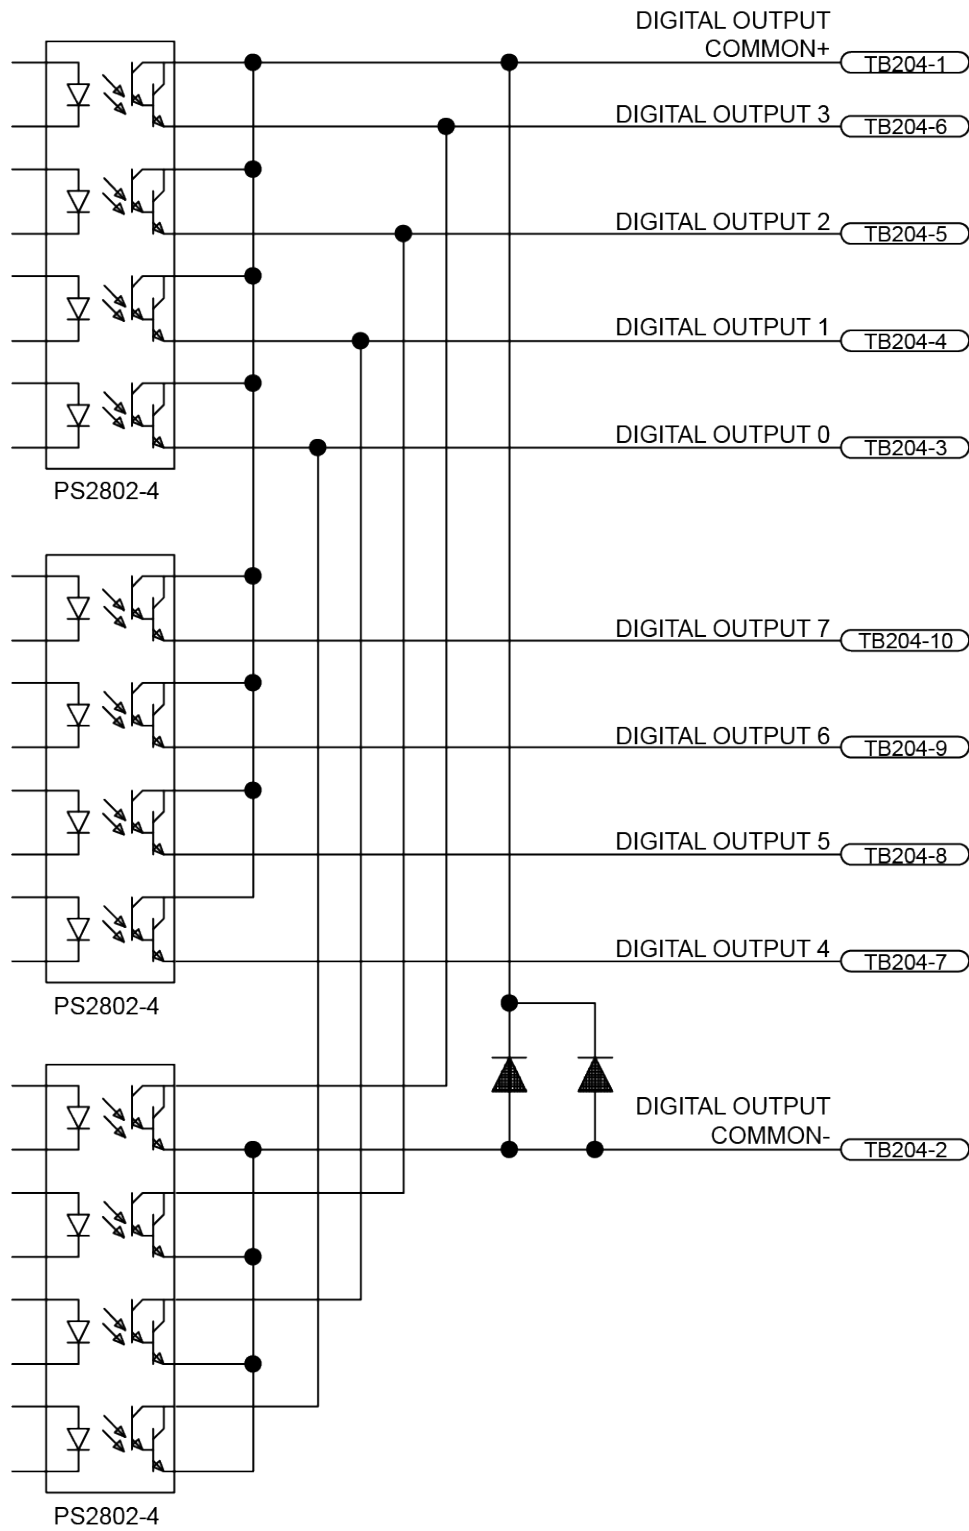 DIGITAL OUTPUT
COMMON+
TB204-1
DIGITAL OUTPUT 3
TB204-6
DIGITAL OUTPUT 2
TB204-5
DIGITAL OUTPUT 1
TB204-4
DIGITAL OUTPUT 0
TB204-3
PS2802-4
DIGITAL OUTPUT 7
TB204-10
DIGITAL OUTPUT 6
TB204-9
DIGITAL OUTPUT 5
TB204-8
DIGITAL OUTPUT 4
TB204-7
PS2802-4
DIGITAL OUTPUT
COMMON-
TB204-2
PS2802-4